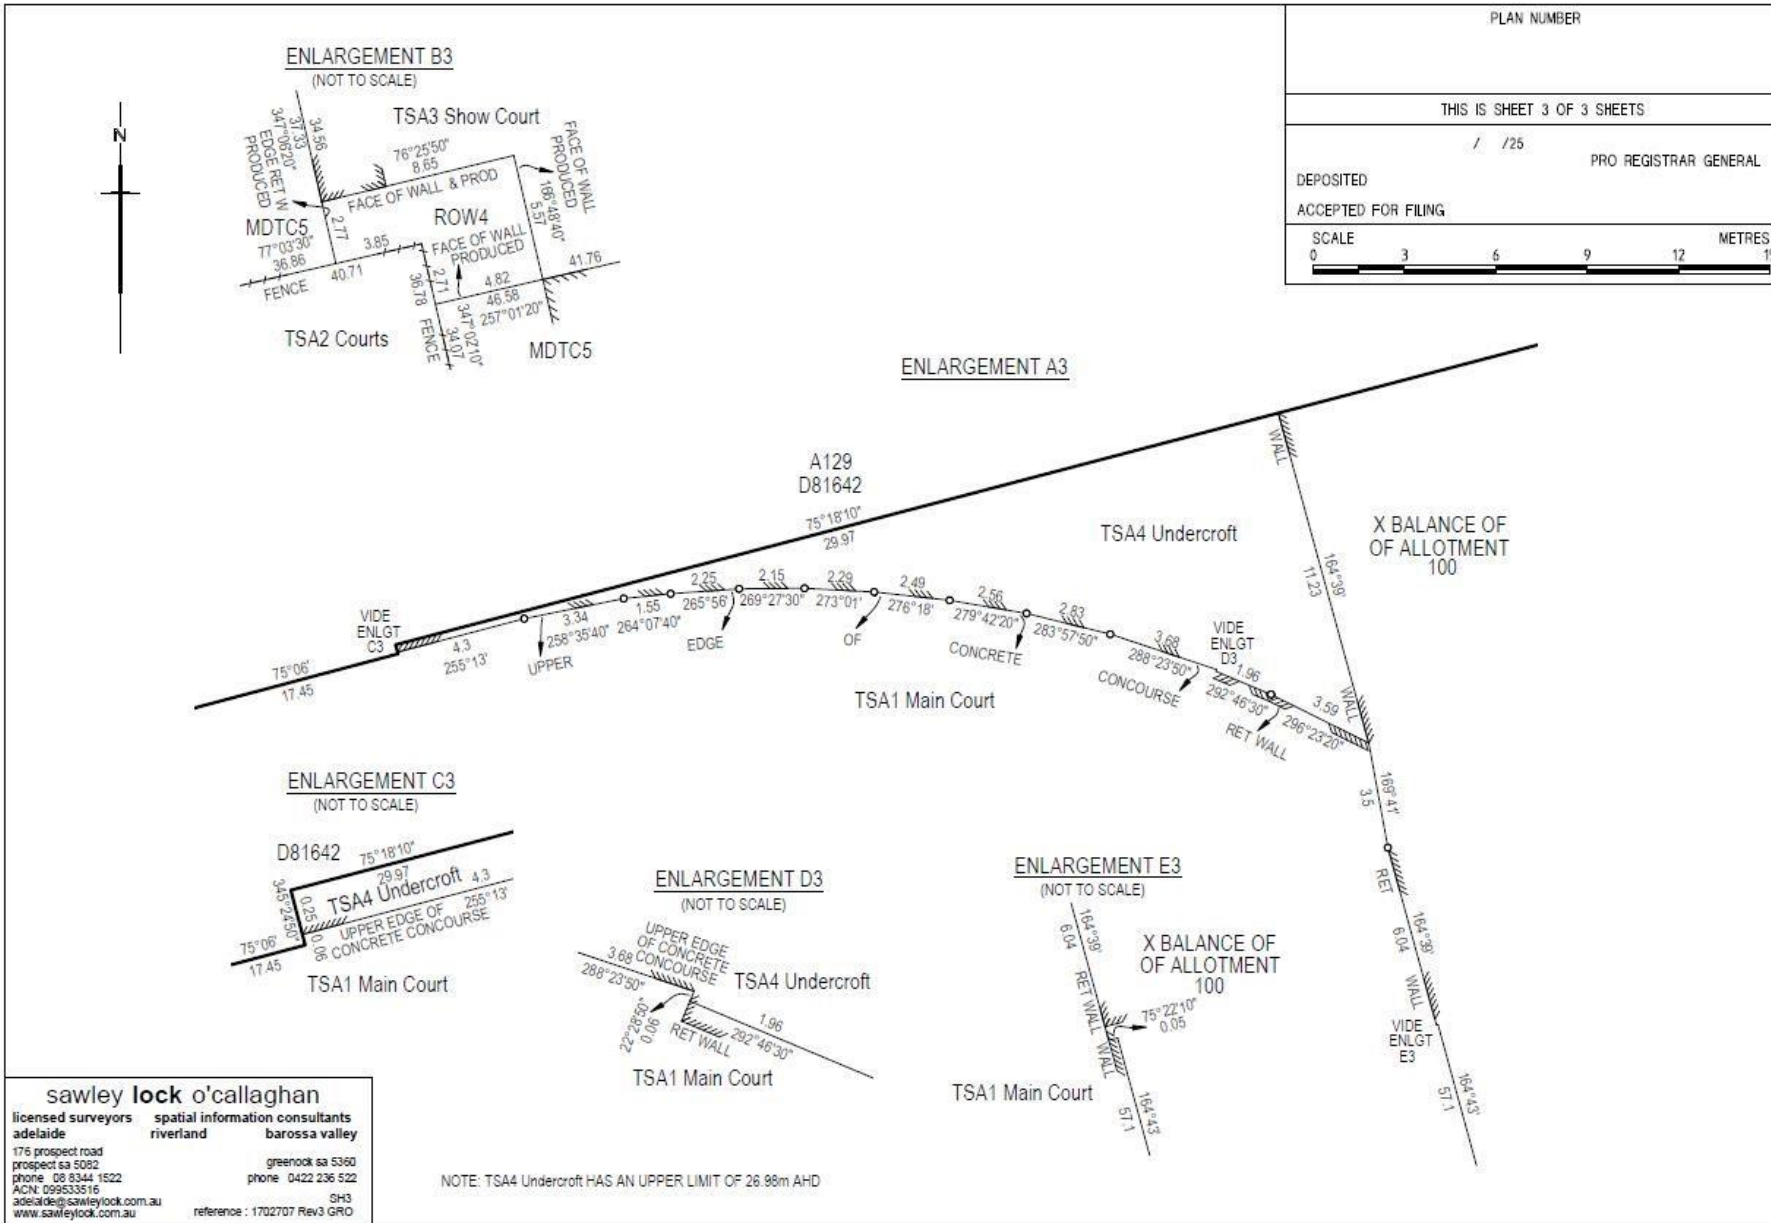 PLAN NUMBER
THIS IS SHEET 3 OF 3 SHEETS
/ /25
PRO REGISTRAR GENERAL
DEPOSITED
ACCEPTED FOR FILING
SCALE METRES
0 3 6 9 12
N
ENLARGEMENT B3
(NOT TO SCALE)
TSA3 Show Court
34.56
37.33
347°06'20"
EDGE RET W
PRODUCED
76°25'50"
8.65
FACE OF WALL & PROD
FACE OF WALL
PRODUCED
166°48'40"
5.57
MDTC5
2.77
ROW4
77°03'30"
36.86
3.85
40.71
FENCE
FACE OF WALL
PRODUCED
2.71
36.78
4.82
46.58
257°01'20"
41.76
347°02'10"
34.07
FENCE
TSA2 Courts
MDTC5
ENLARGEMENT A3
A129
D81642
75°18'10"
29.97
TSA4 Undercroft
WALL
164°39'
11.23
X BALANCE OF
OF ALLOTMENT
100
VIDE
ENLGT
C3
75°06'
17.45
4.3
255°13'
3.34
258°35'40"
1.55
264°07'40"
2.25
265°56'
2.15
269°27'30"
2.29
273°01'
2.49
276°18'
2.56
279°42'20"
2.83
283°57'50"
3.68
288°23'50"
VIDE
ENLGT
D3
1.96
292°46'30"
3.59
296°23'20"
WALL
UPPER
EDGE
OF
CONCRETE
CONCOURSE
RET WALL
TSA1 Main Court
169°41'
3.5
RET
164°39'
6.04
WALL
VIDE
ENLGT
E3
164°43'
57.1
ENLARGEMENT C3
(NOT TO SCALE)
D81642
75°18'10"
29.97
TSA4 Undercroft
4.3
255°13'
345°24'50"
0.25
0.06
UPPER EDGE OF
CONCRETE CONCOURSE
75°06'
17.45
TSA1 Main Court
ENLARGEMENT D3
(NOT TO SCALE)
UPPER EDGE
OF CONCRETE
CONCOURSE
3.68
288°23'50"
TSA4 Undercroft
22°28'50"
0.06
RET WALL
1.96
292°46'30"
TSA1 Main Court
ENLARGEMENT E3
(NOT TO SCALE)
164°39'
6.04
X BALANCE OF
OF ALLOTMENT
100
RET WALL
75°22'10"
0.05
WALL
TSA1 Main Court
164°43'
57.1
sawley lock o'callaghan
licensed surveyors spatial information consultants
adelaide riverland barossa valley
176 prospect road
prospect sa 5082 greenock sa 5360
phone 08 8344 1522 phone 0422 236 522
ACN: 099533516
adelaide@sawleylock.com.au SH3
www.sawleylock.com.au reference : 1702707 Rev3 GRO
NOTE: TSA4 Undercroft HAS AN UPPER LIMIT OF 26.98m AHD